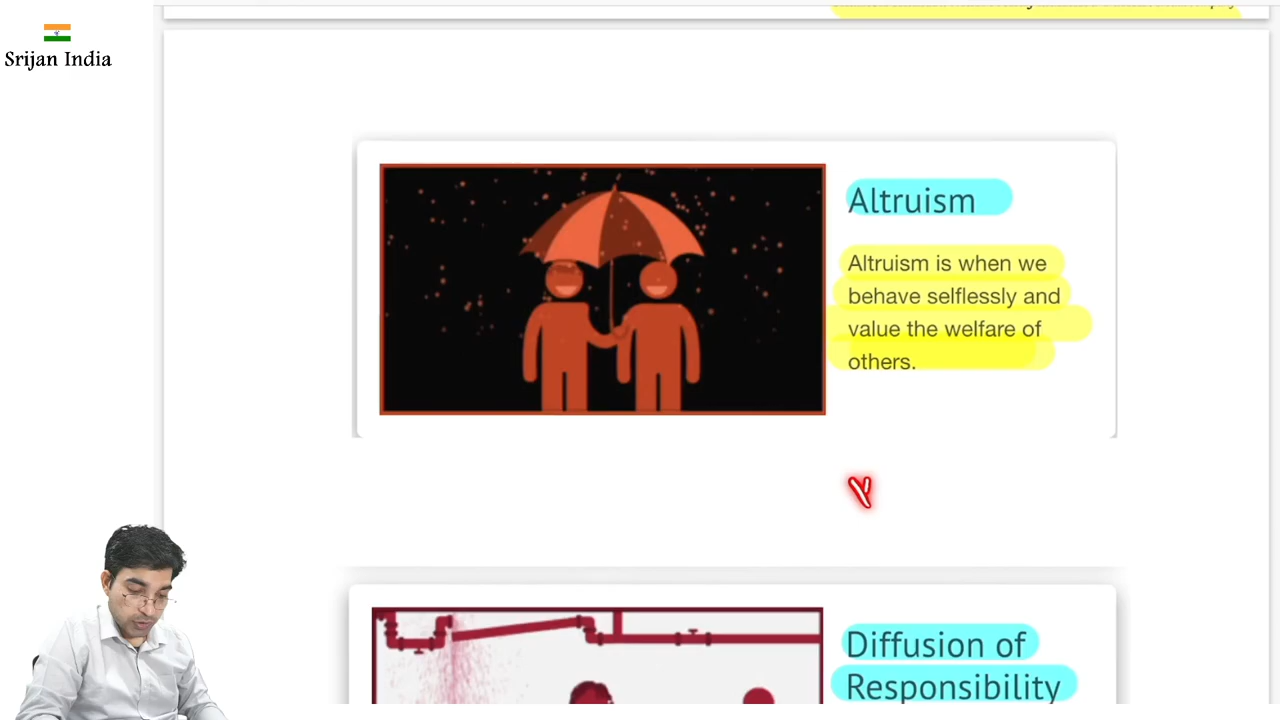 Srijan India
Altruism
Altruism is when we
behave selflessly and
value the welfare of
others.
Diffusion of
Responsibility